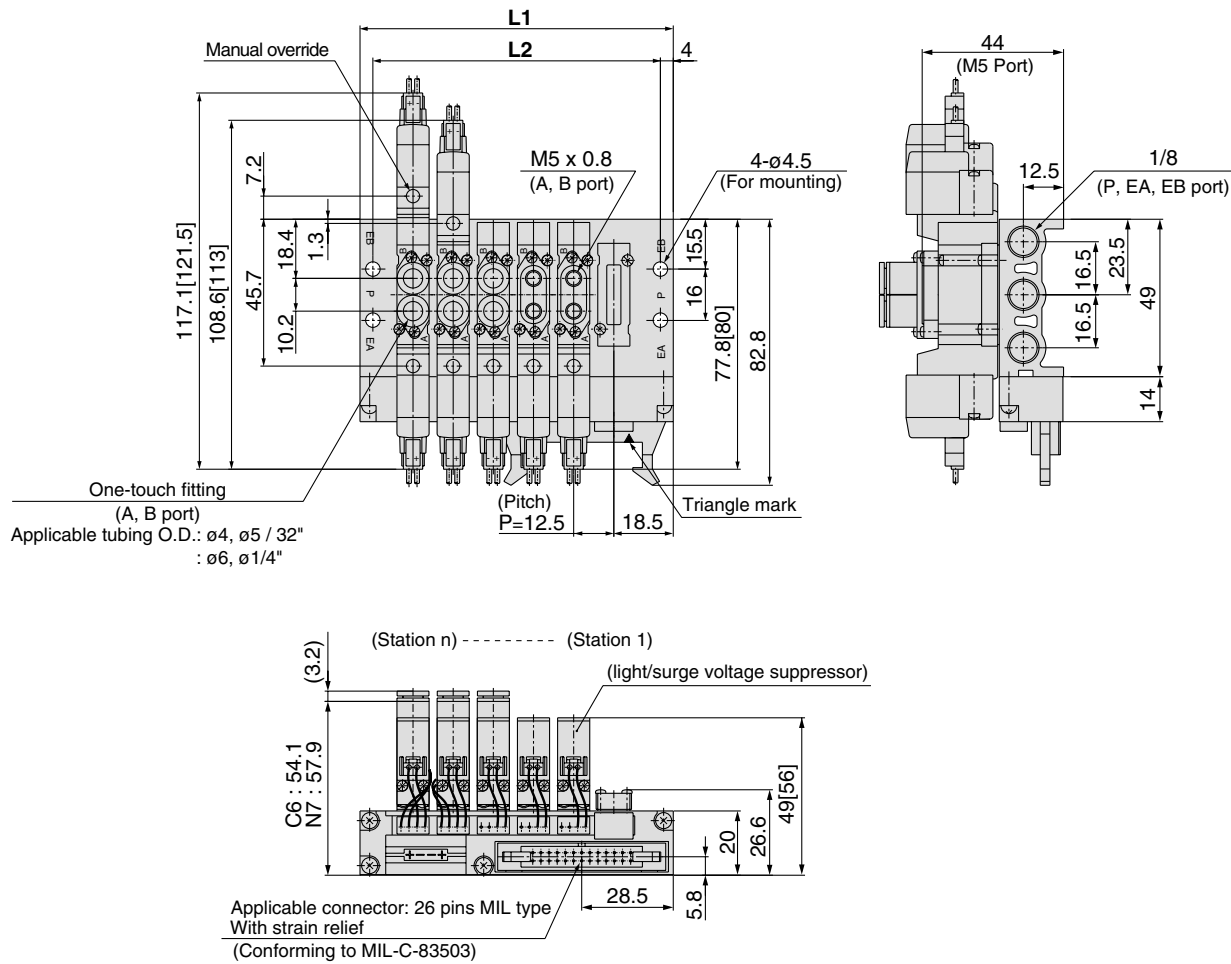 L1
L2
4
44
(M5 Port)
Manual override
M5 x 0.8
(A, B port)
4-ø4.5
(For mounting)
12.5
1/8
(P, EA, EB port)
7.2
1.3
18.4
45.7
10.2
117.1[121.5]
108.6[113]
EB
P
EA
B
B
B
B
B
A
A
A
A
A
EB
P
EA
15.5
16
77.8[80]
82.8
16.5
16.5
23.5
49
14
One-touch fitting
(A, B port)
Applicable tubing O.D.: ø4, ø5 / 32"
: ø6, ø1/4"
(Pitch)
P=12.5
18.5
Triangle mark
(Station n) - - - - - - - - - (Station 1)
(light/surge voltage suppressor)
(3.2)
C6 : 54.1
N7 : 57.9
49[56]
26.6
20
5.8
28.5
Applicable connector: 26 pins MIL type
With strain relief
(Conforming to MIL-C-83503)